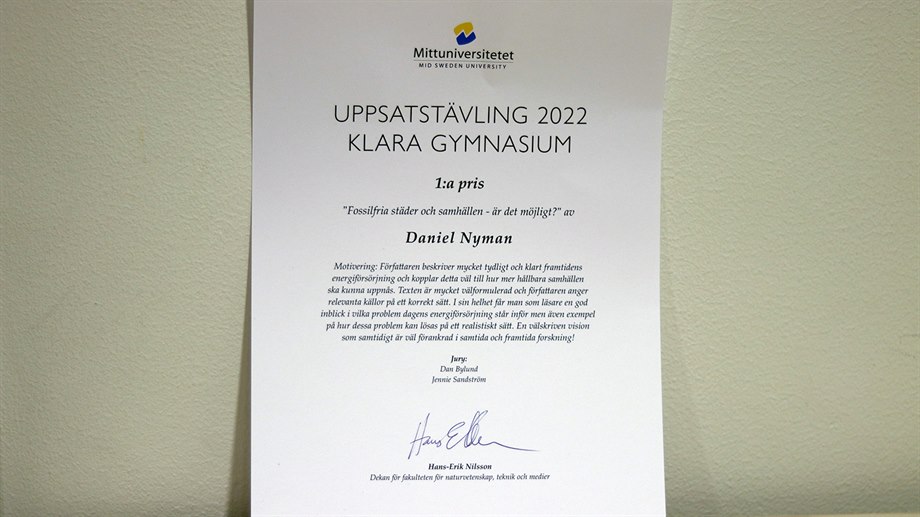 Mittuniversitetet
MID SWEDEN UNIVERSITY
UPPSATSTÄVLING 2022
KLARA GYMNASIUM
1:a pris
"Fossilfria städer och samhällen - är det möjligt?" av
Daniel Nyman
Motivering: Författaren beskriver mycket tydligt och klart framtidens
energiförsörjning och kopplar detta väl till hur mer hållbara samhällen
ska kunna uppnås. Texten är mycket välformulerad och författaren anger
relevanta källor på ett korrekt sätt. I sin helhet får man som läsare en god
inblick i vilka problem dagens energiförsörjning står inför men även exempel
på hur dessa problem kan lösas på ett realistiskt sätt. En välskriven vision
som samtidigt är väl förankrad i samtida och framtida forskning!
Jury:
Dan Bylund
Jennie Sandström
Hans-Erik Nilsson
Dekan för fakulteten för naturvetenskap, teknik och medier